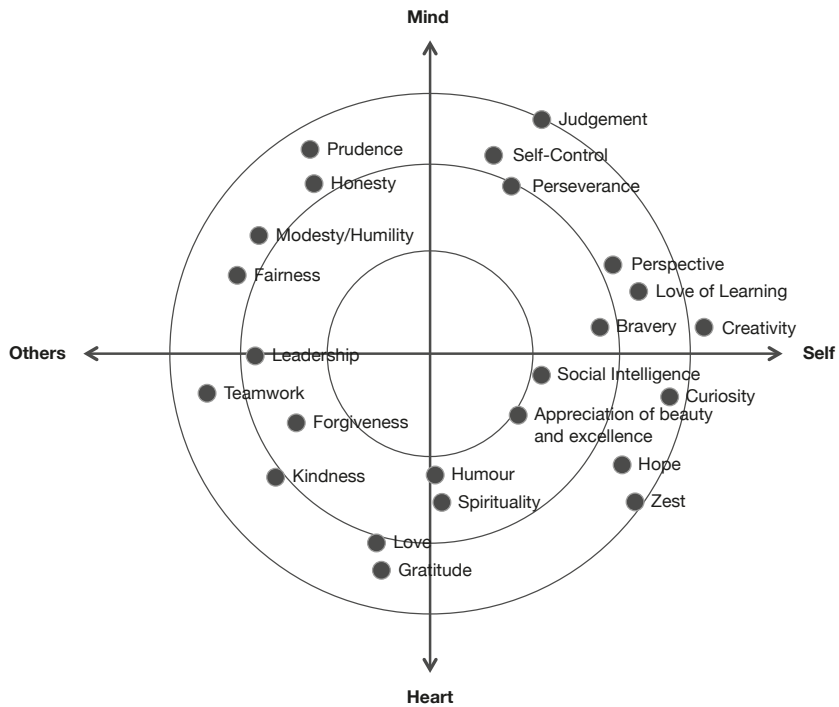 Mind
Judgement
Prudence
Self-Control
Honesty
Perseverance
Modesty/Humility
Perspective
Fairness
Love of Learning
Bravery
Creativity
Others
Leadership
Self
Social Intelligence
Teamwork
Curiosity
Forgiveness
Appreciation of beauty
and excellence
Hope
Kindness
Humour
Spirituality
Zest
Love
Gratitude
Heart